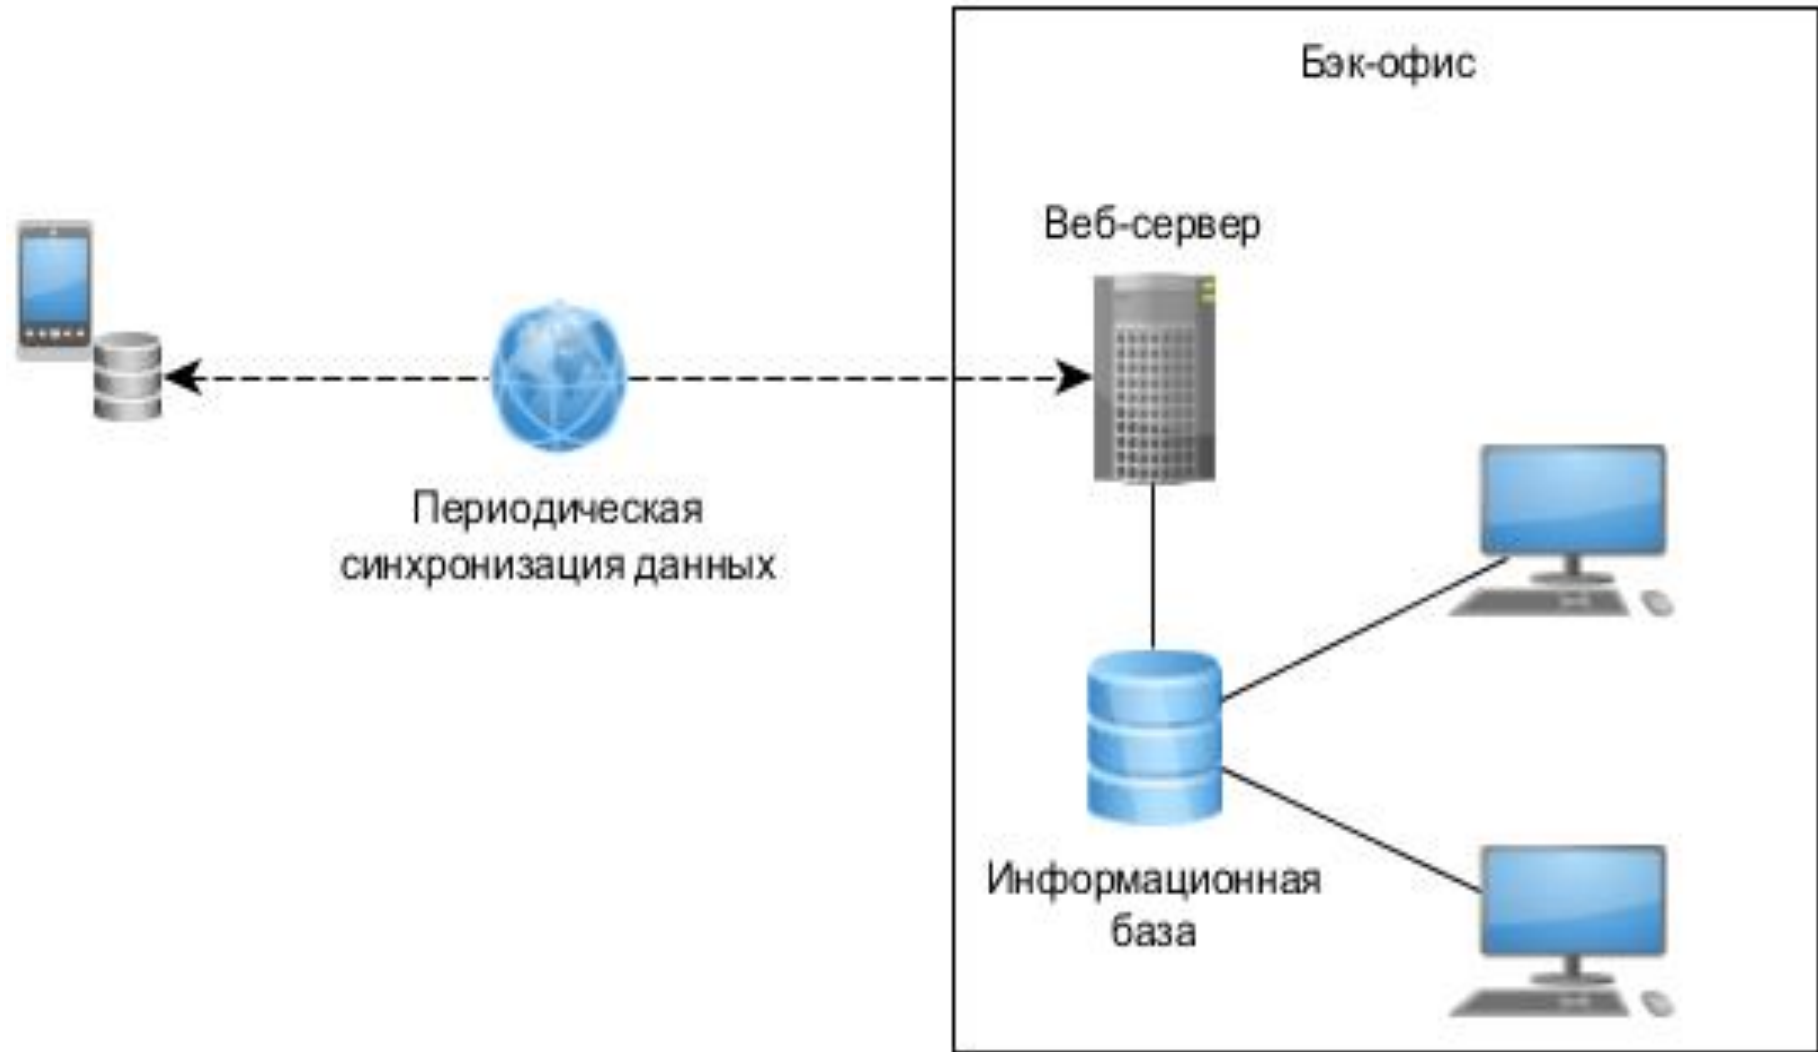 Бэк-офис
Веб-сервер
Периодическая
синхронизация данных
Информационная
база